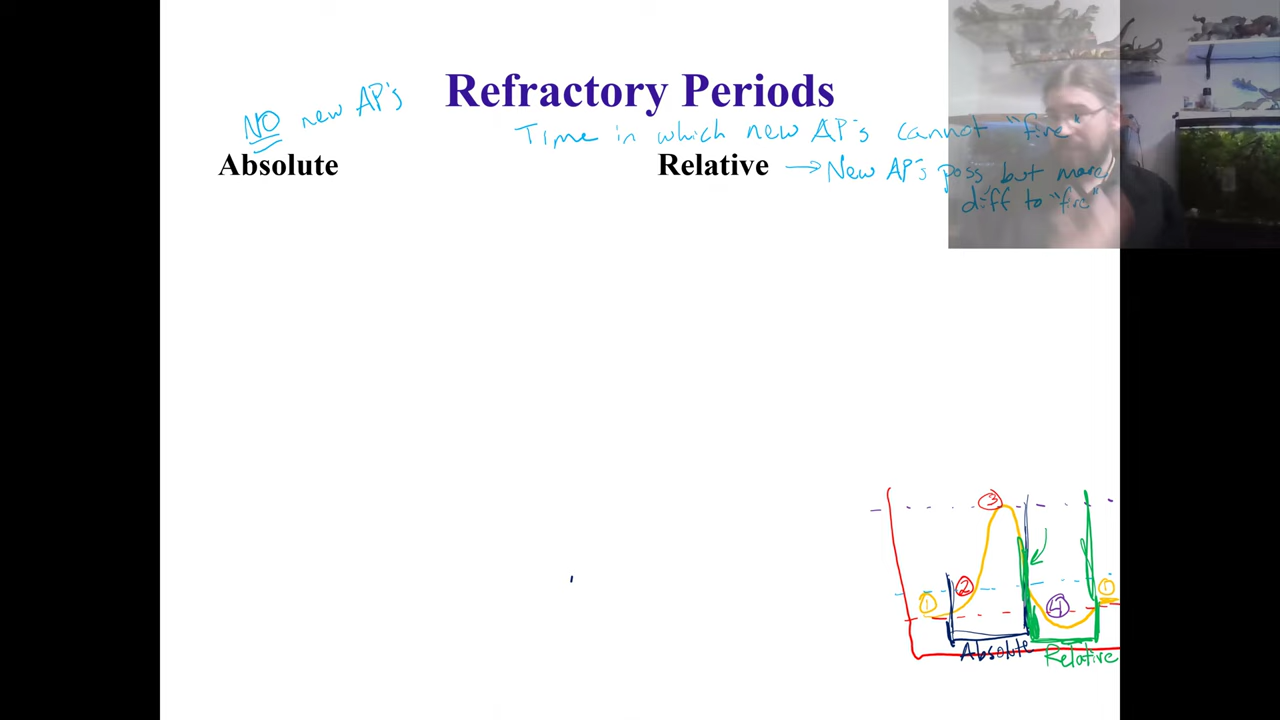 Refractory Periods
NO new AP's
Time in which new AP's cannot "fire"
Absolute
Relative → New AP's poss but more
diff to "fire"
3
2
1
4
1
Absolute
Relative